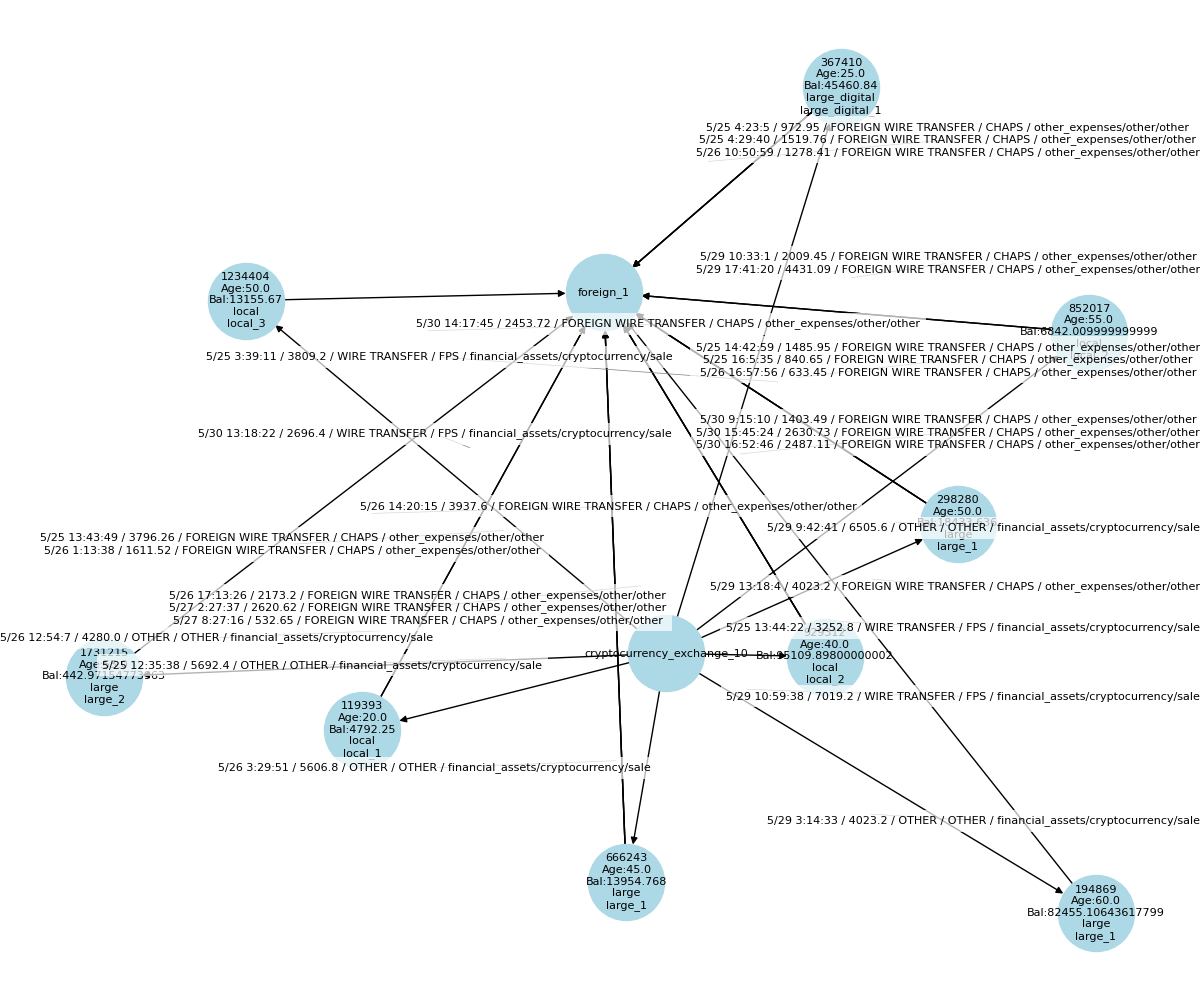 367410
Age:25.0
Bal:45460.84
large_digital
large_digital_1
5/25 4:23:5 / 972.95 / FOREIGN WIRE TRANSFER / CHAPS / other_expenses/other/other
5/25 4:29:40 / 1519.76 / FOREIGN WIRE TRANSFER / CHAPS / other_expenses/other/other
5/26 10:50:59 / 1278.41 / FOREIGN WIRE TRANSFER / CHAPS / other_expenses/other/other
5/29 10:33:1 / 2009.45 / FOREIGN WIRE TRANSFER / CHAPS / other_expenses/other/other
5/29 17:41:20 / 4431.09 / FOREIGN WIRE TRANSFER / CHAPS / other_expenses/other/other
1234404
Age:50.0
Bal:13155.67
local
local_3
foreign_1
852017
Age:55.0
Bal:6842.009999999999
local
5/30 14:17:45 / 2453.72 / FOREIGN WIRE TRANSFER / CHAPS / other_expenses/other/other
5/25 3:39:11 / 3809.2 / WIRE TRANSFER / FPS / financial_assets/cryptocurrency/sale
5/25 14:42:59 / 1485.95 / FOREIGN WIRE TRANSFER / CHAPS / other_expenses/other/other
5/25 16:5:35 / 840.65 / FOREIGN WIRE TRANSFER / CHAPS / other_expenses/other/other
5/26 16:57:56 / 633.45 / FOREIGN WIRE TRANSFER / CHAPS / other_expenses/other/other
5/30 13:18:22 / 2696.4 / WIRE TRANSFER / FPS / financial_assets/cryptocurrency/sale
5/30 9:15:10 / 1403.49 / FOREIGN WIRE TRANSFER / CHAPS / other_expenses/other/other
5/30 15:45:24 / 2630.73 / FOREIGN WIRE TRANSFER / CHAPS / other_expenses/other/other
5/30 16:52:46 / 2487.11 / FOREIGN WIRE TRANSFER / CHAPS / other_expenses/other/other
5/26 14:20:15 / 3937.6 / FOREIGN WIRE TRANSFER / CHAPS / other_expenses/other/other
298280
Age:50.0
large
large_1
5/29 9:42:41 / 6505.6 / OTHER / OTHER / financial_assets/cryptocurrency/sale
5/25 13:43:49 / 3796.26 / FOREIGN WIRE TRANSFER / CHAPS / other_expenses/other/other
5/26 1:13:38 / 1611.52 / FOREIGN WIRE TRANSFER / CHAPS / other_expenses/other/other
5/29 13:18:4 / 4023.2 / FOREIGN WIRE TRANSFER / CHAPS / other_expenses/other/other
5/26 17:13:26 / 2173.2 / FOREIGN WIRE TRANSFER / CHAPS / other_expenses/other/other
5/27 2:27:37 / 2620.62 / FOREIGN WIRE TRANSFER / CHAPS / other_expenses/other/other
5/27 8:27:16 / 532.65 / FOREIGN WIRE TRANSFER / CHAPS / other_expenses/other/other
5/25 13:44:22 / 3252.8 / WIRE TRANSFER / FPS / financial_assets/cryptocurrency/sale
5/26 12:54:7 / 4280.0 / OTHER / OTHER / financial_assets/cryptocurrency/sale
5/25 12:35:38 / 5692.4 / OTHER / OTHER / financial_assets/cryptocurrency/sale
1731215
large
large_2
cryptocurrency_exchange_10
Age:40.0
Bal:95109.89800000002
local
local_2
5/29 10:59:38 / 7019.2 / WIRE TRANSFER / FPS / financial_assets/cryptocurrency/sale
119393
Age:20.0
Bal:4792.25
local
local_1
5/26 3:29:51 / 5606.8 / OTHER / OTHER / financial_assets/cryptocurrency/sale
5/29 3:14:33 / 4023.2 / OTHER / OTHER / financial_assets/cryptocurrency/sale
666243
Age:45.0
Bal:13954.768
large
large_1
194869
Age:60.0
Bal:82455.10643617799
large
large_1